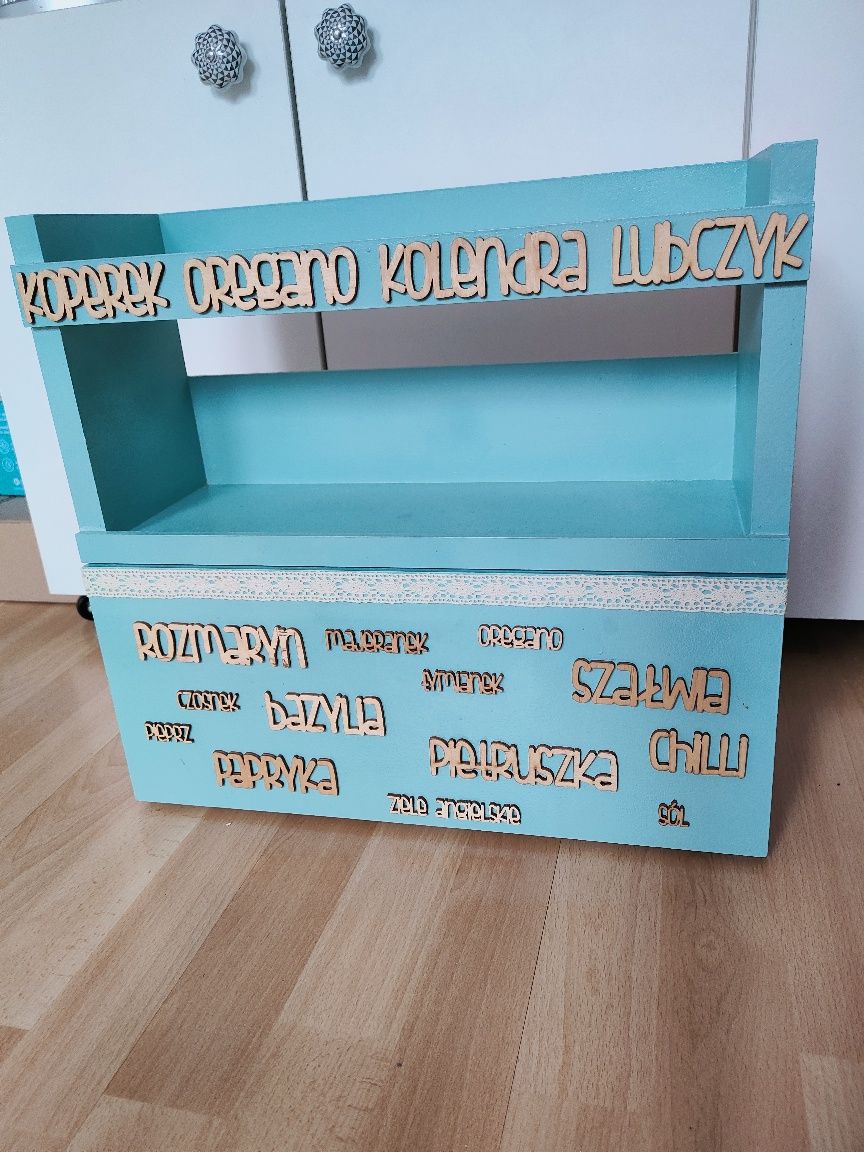 KOPEREK OREGANO KOLENDRA LUBCZYK
ROZMARYN MAJERANEK OREGANO
CZOSNEK BAZYLIA TYMIANEK SZAŁWIA
PIEPRZ PAPRYKA PIETRUSZKA CHILLI
ZIELE ANGIELSKIE SÓL